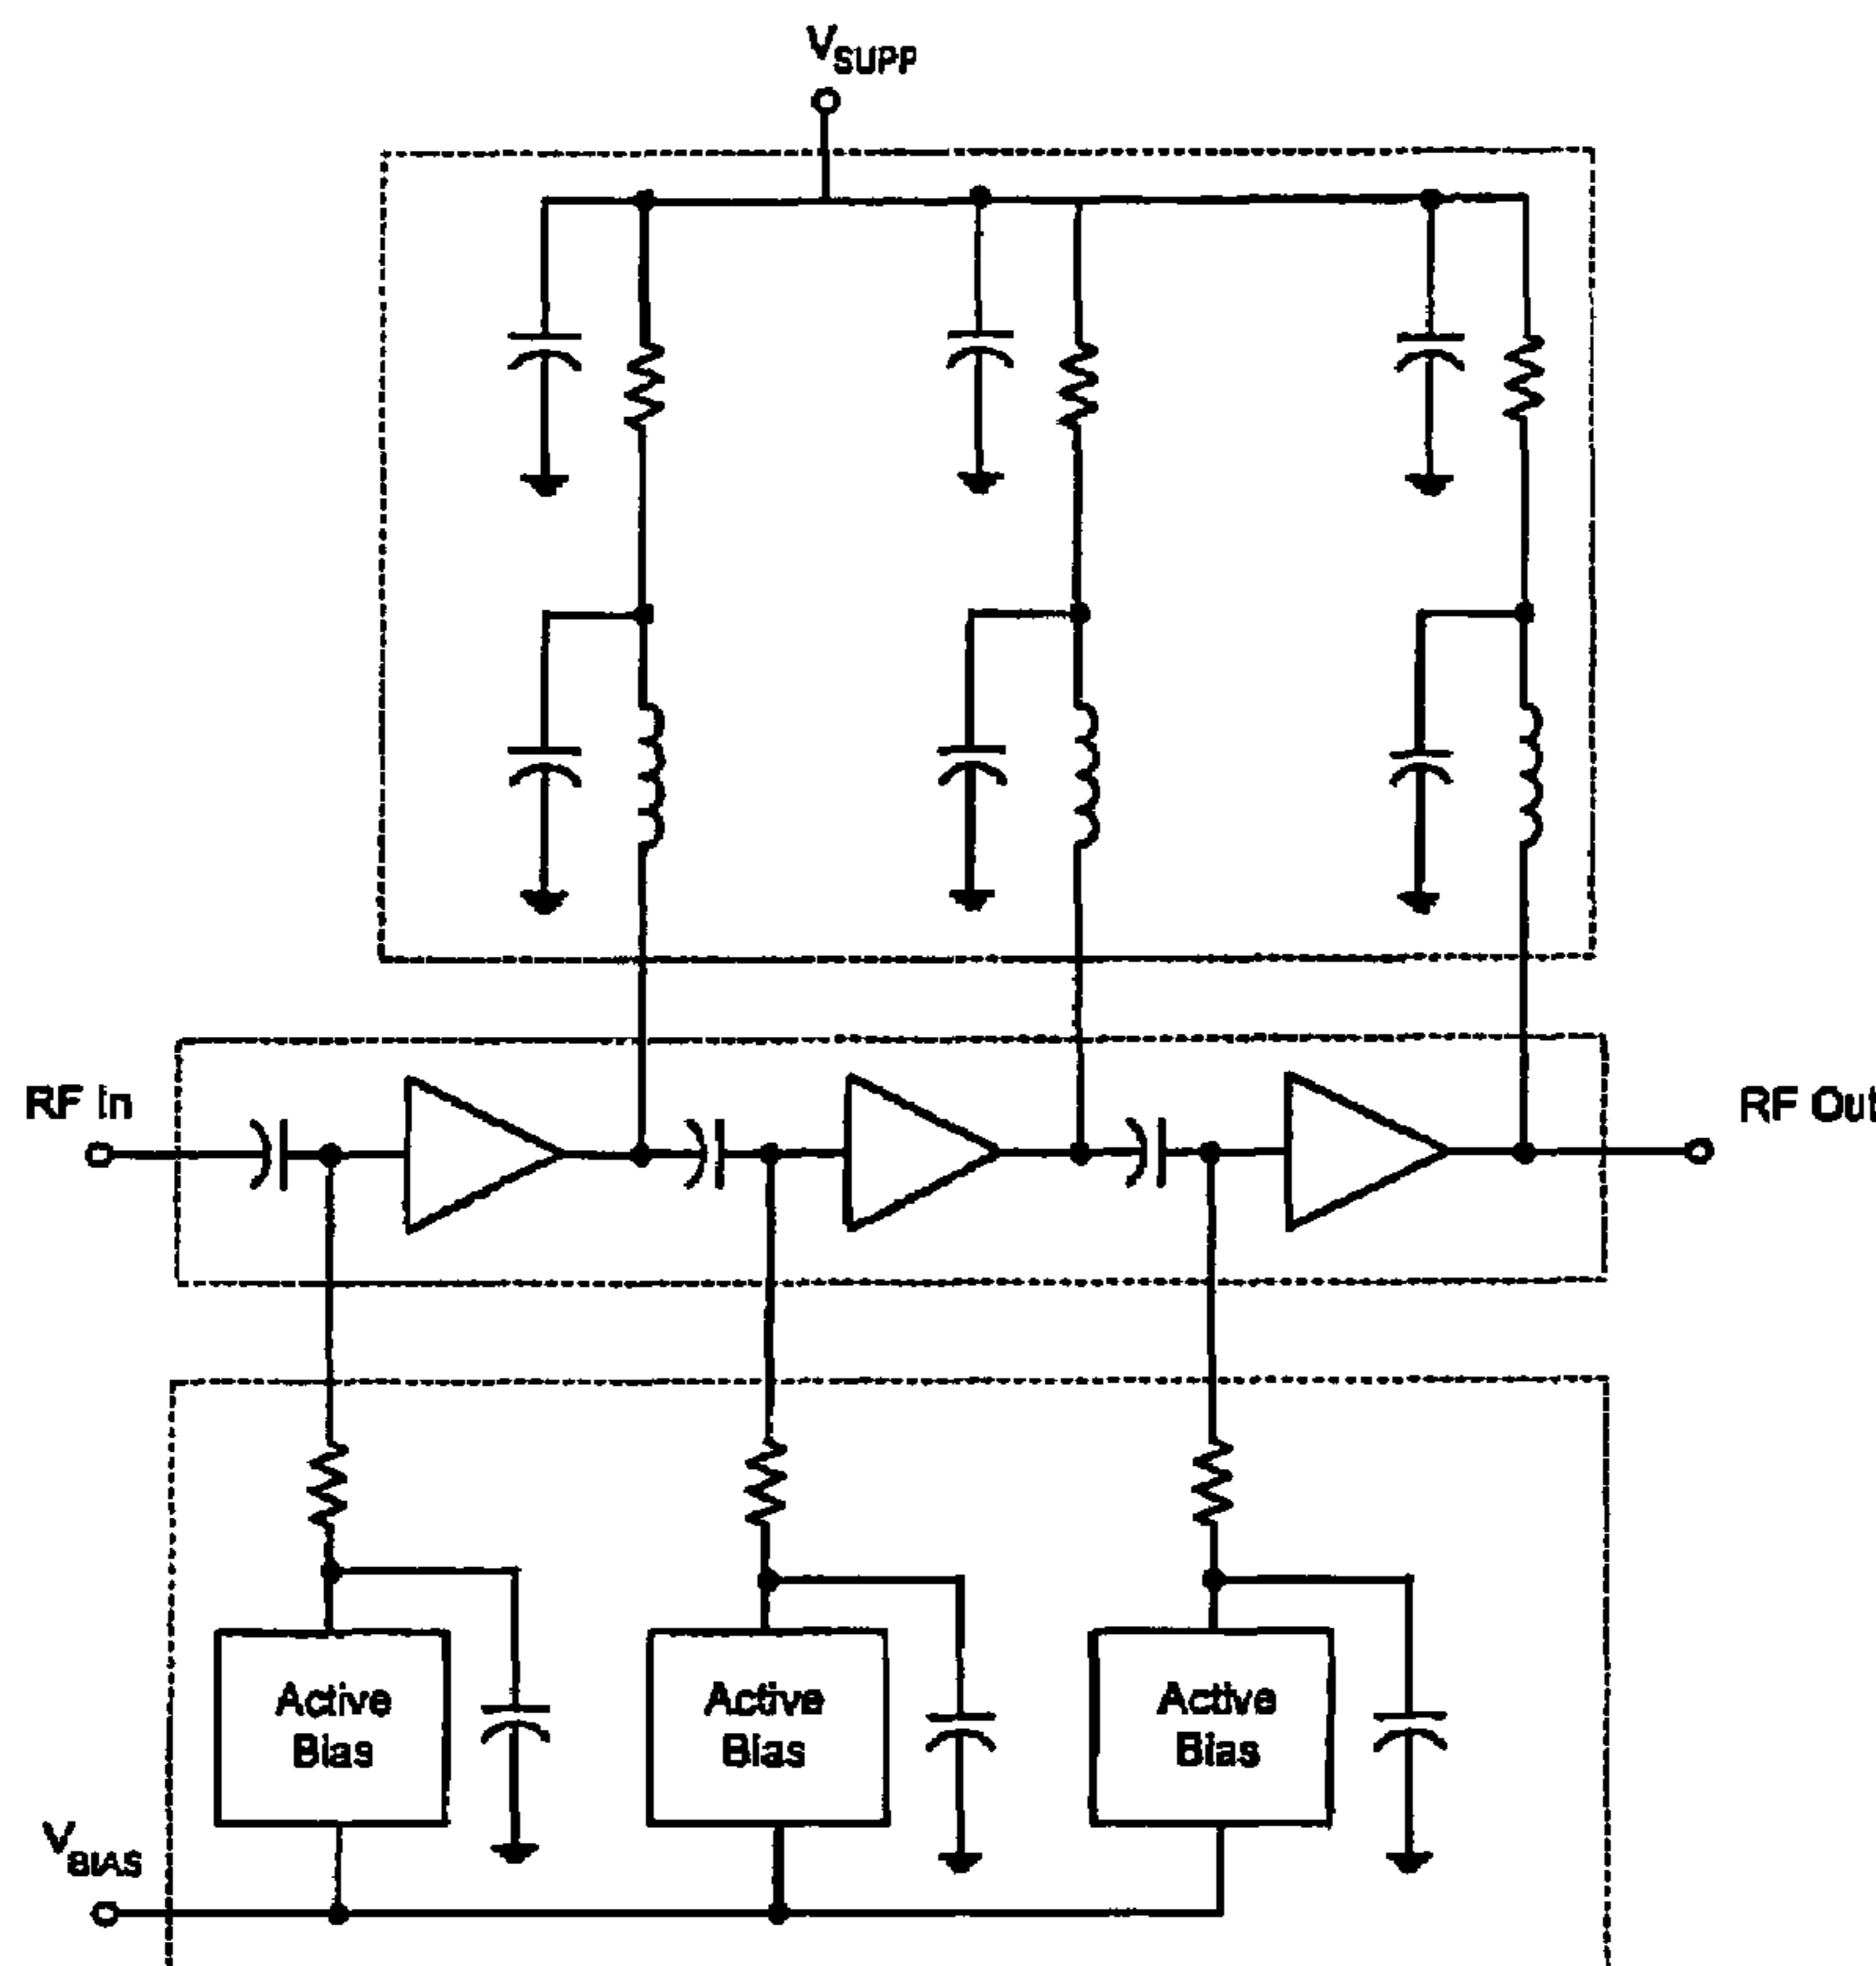 VSUPP
RF In
RF Out
Active
Bias
Active
Bias
Active
Bias
VBIAS